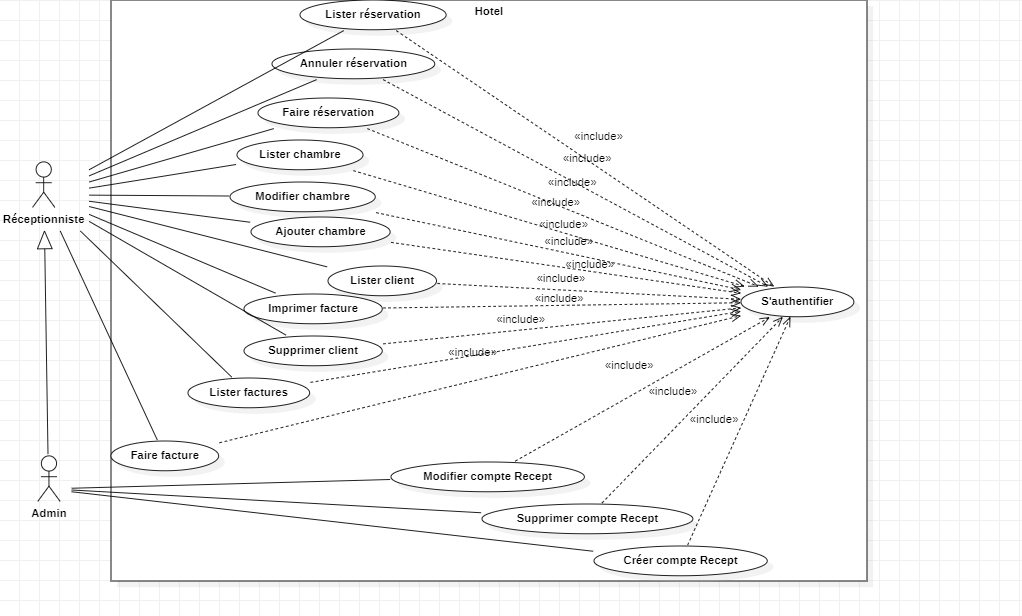 Lister réservation
Hotel
Annuler réservation
Faire réservation
«include»
Lister chambre
«include»
«include»
Modifier chambre
«include»
Réceptionniste
Ajouter chambre
«include»
«include»
«include»
Lister client
«include»
S'authentifier
Imprimer facture
«include»
«include»
Supprimer client
«include»
«include»
Lister factures
«include»
«include»
Faire facture
Modifier compte Recept
Admin
Supprimer compte Recept
Créer compte Recept